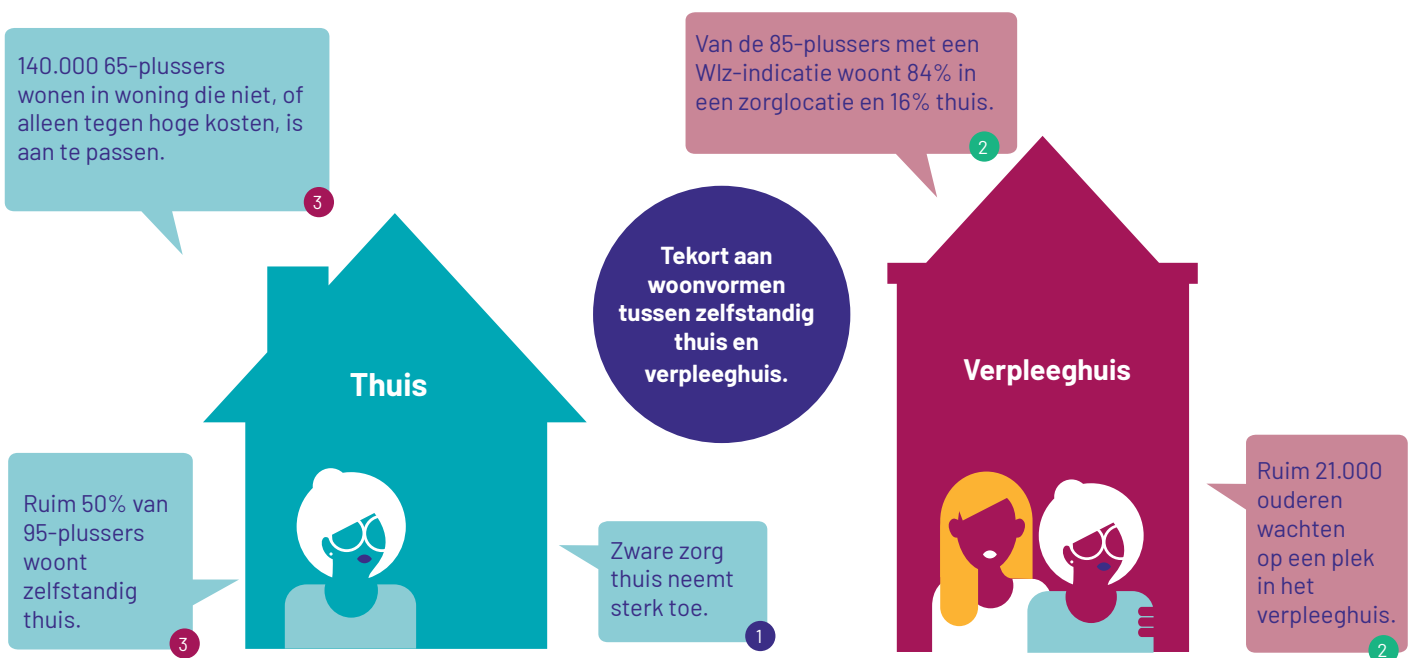 140.000 65-plussers
wonen in woning die niet, of
alleen tegen hoge kosten, is
aan te passen.
3
Van de 85-plussers met een
Wlz-indicatie woont 84% in
een zorglocatie en 16% thuis.
2
Tekort aan
woonvormen
tussen zelfstandig
thuis en
verpleeghuis.
Thuis
Verpleeghuis
Ruim 50% van
95-plussers
woont
zelfstandig
thuis.
3
Zware zorg
thuis neemt
sterk toe.
1
Ruim 21.000
ouderen
wachten
op een plek
in het
verpleeghuis.
2